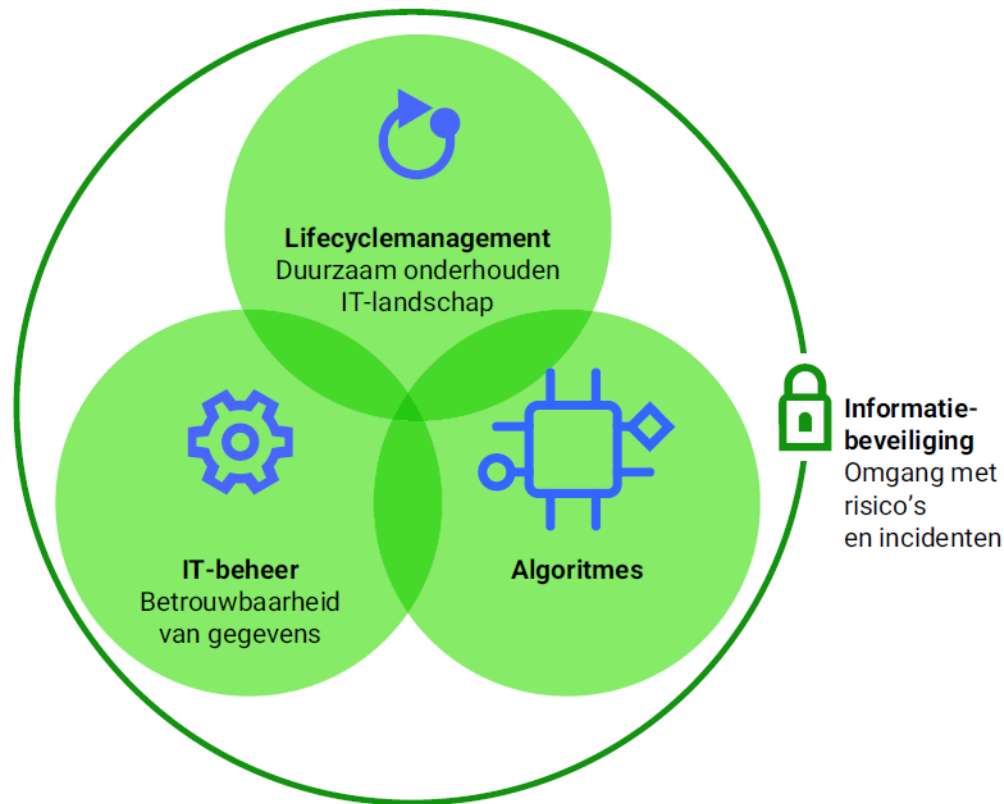 Lifecyclemanagement
Duurzaam onderhouden
IT-landschap
IT-beheer
Betrouwbaarheid
van gegevens
Algoritmes
Informatie-
beveiliging
Omgang met
risico’s
en incidenten